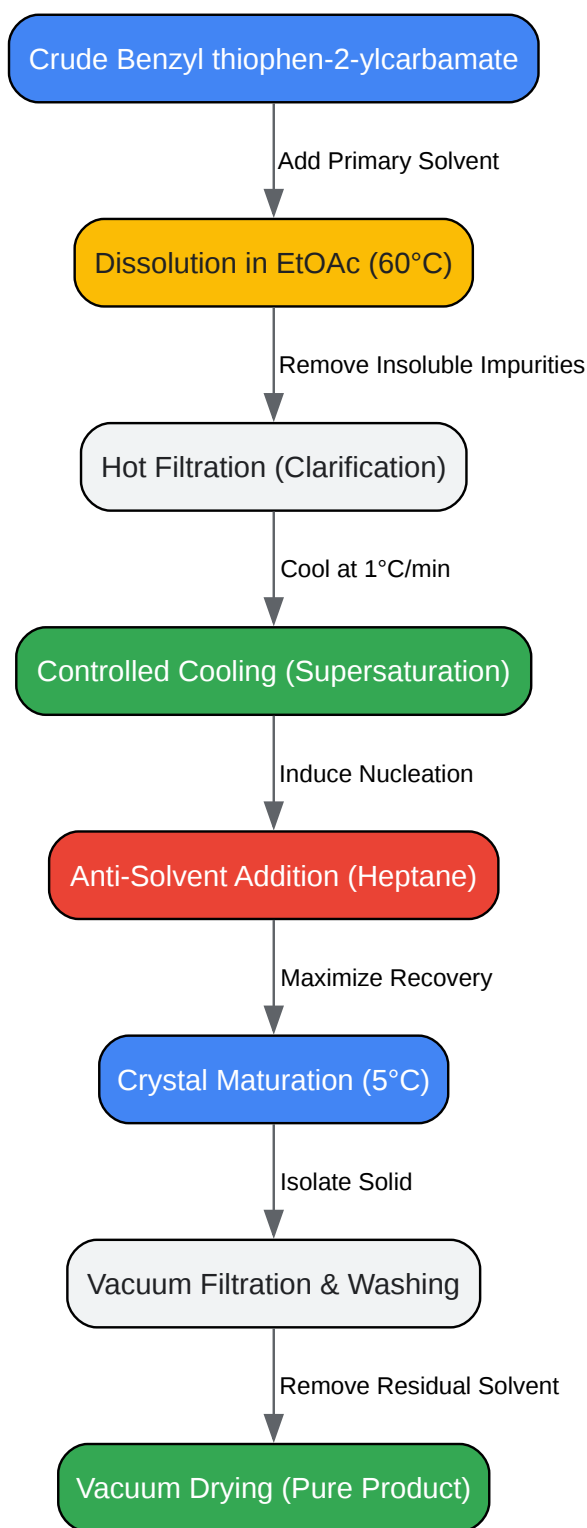 Crude Benzyl thiophen-2-ylcarbamate
Add Primary Solvent
Dissolution in EtOAc (60°C)
Remove Insoluble Impurities
Hot Filtration (Clarification)
Cool at 1°C/min
Controlled Cooling (Supersaturation)
Induce Nucleation
Anti-Solvent Addition (Heptane)
Maximize Recovery
Crystal Maturation (5°C)
Isolate Solid
Vacuum Filtration & Washing
Remove Residual Solvent
Vacuum Drying (Pure Product)